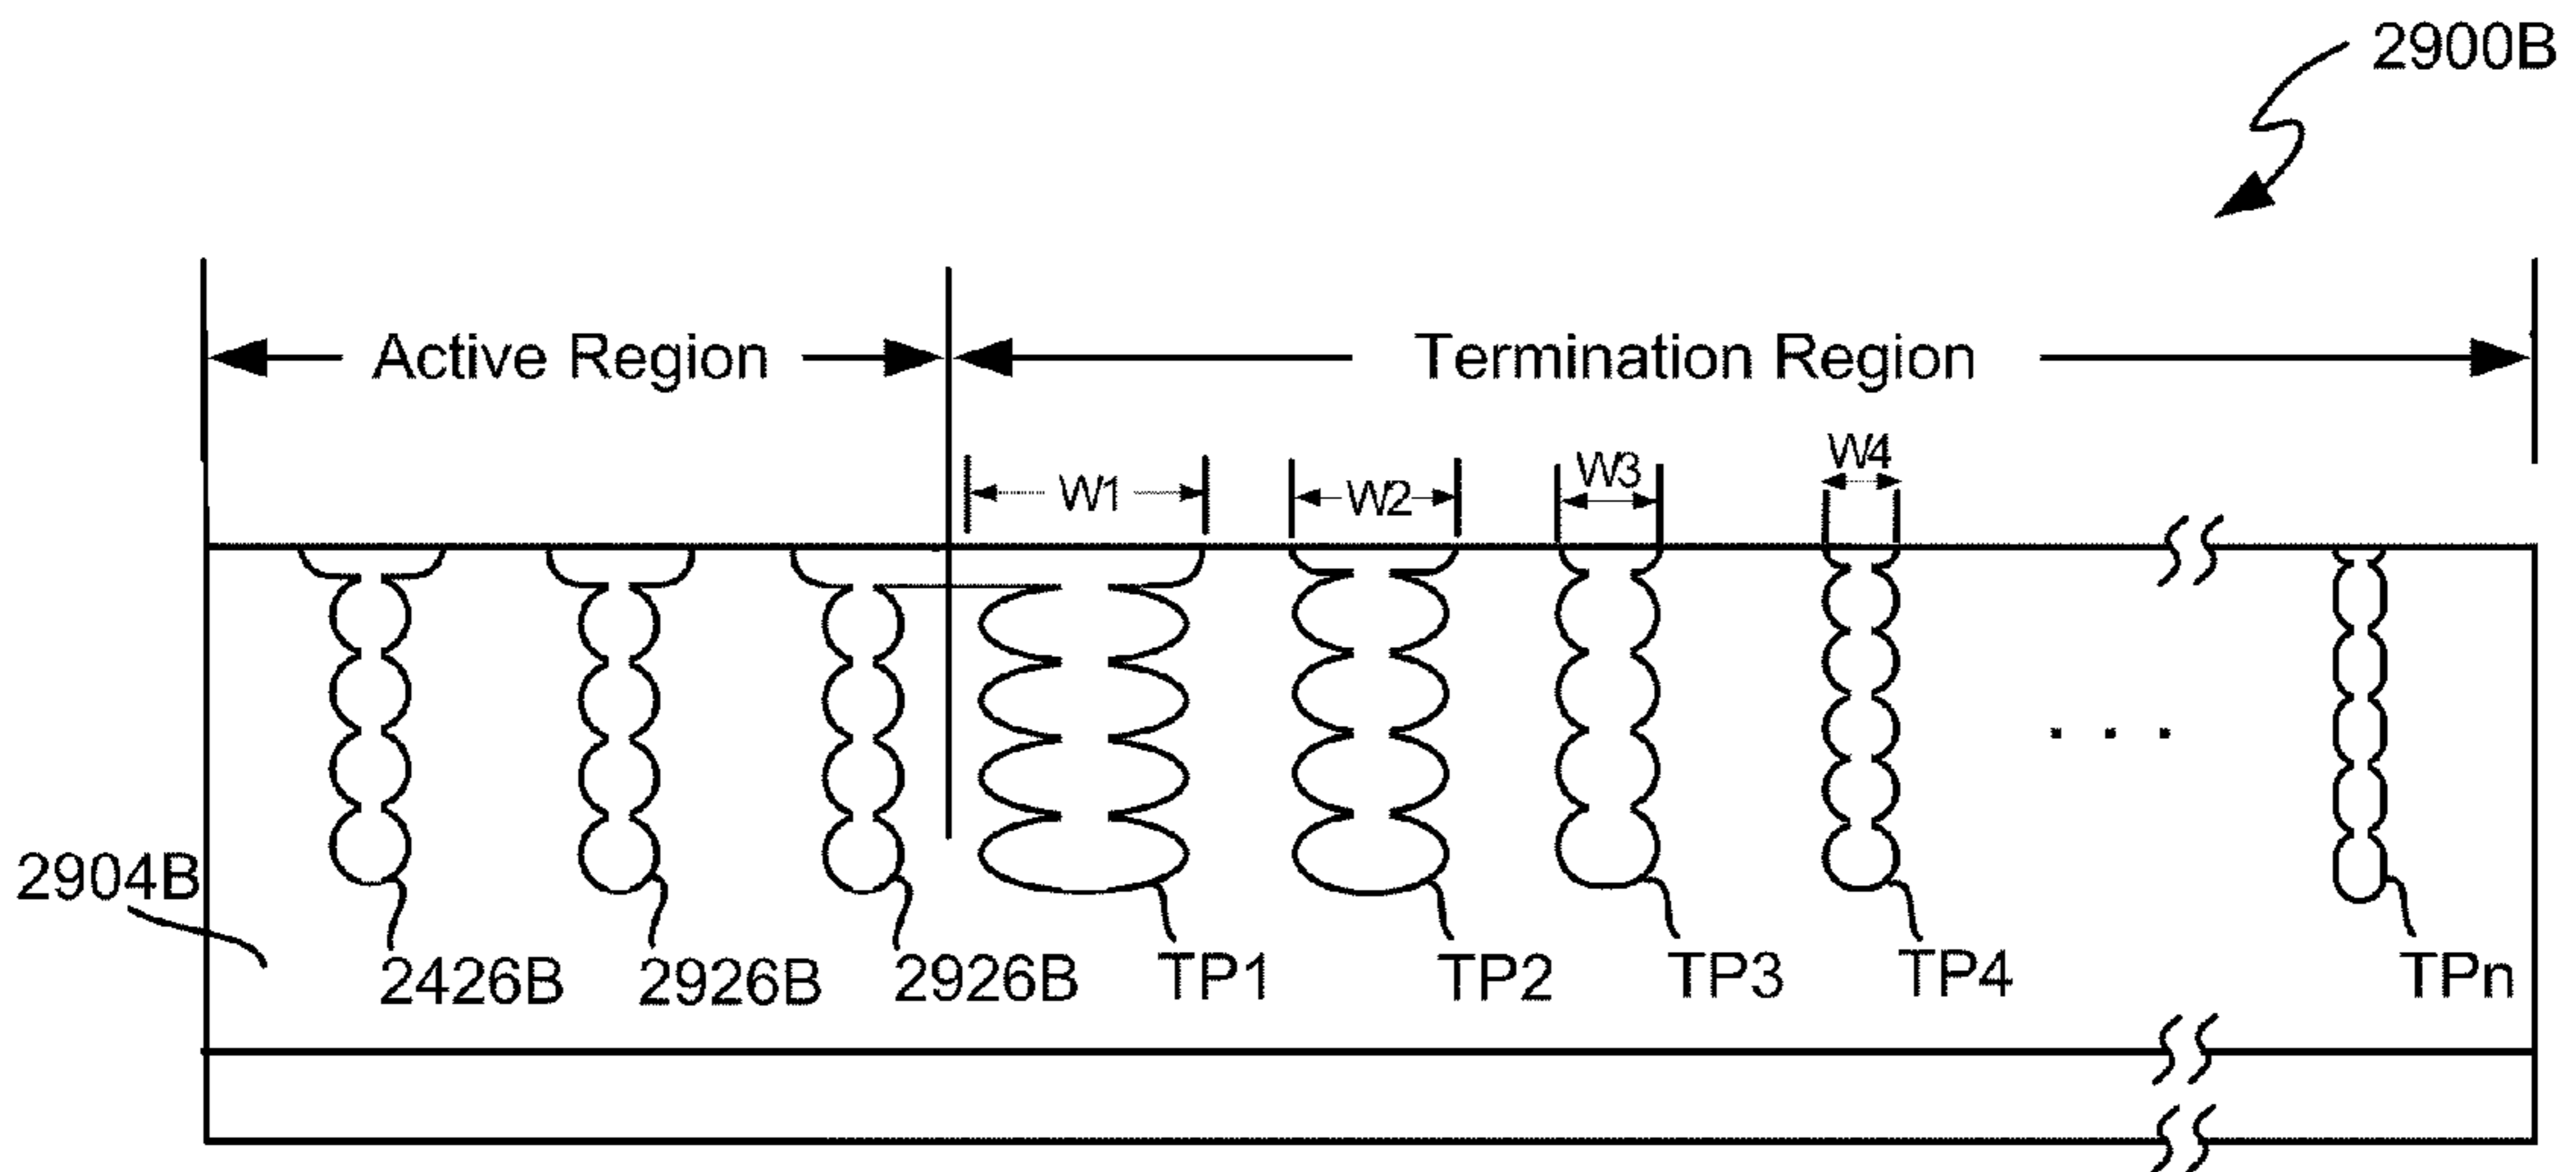 2900B
Active Region
Termination Region
W1
W2
W3
W4
2904B
2426B
2926B
2926B
TP1
TP2
TP3
TP4
. . .
TPn